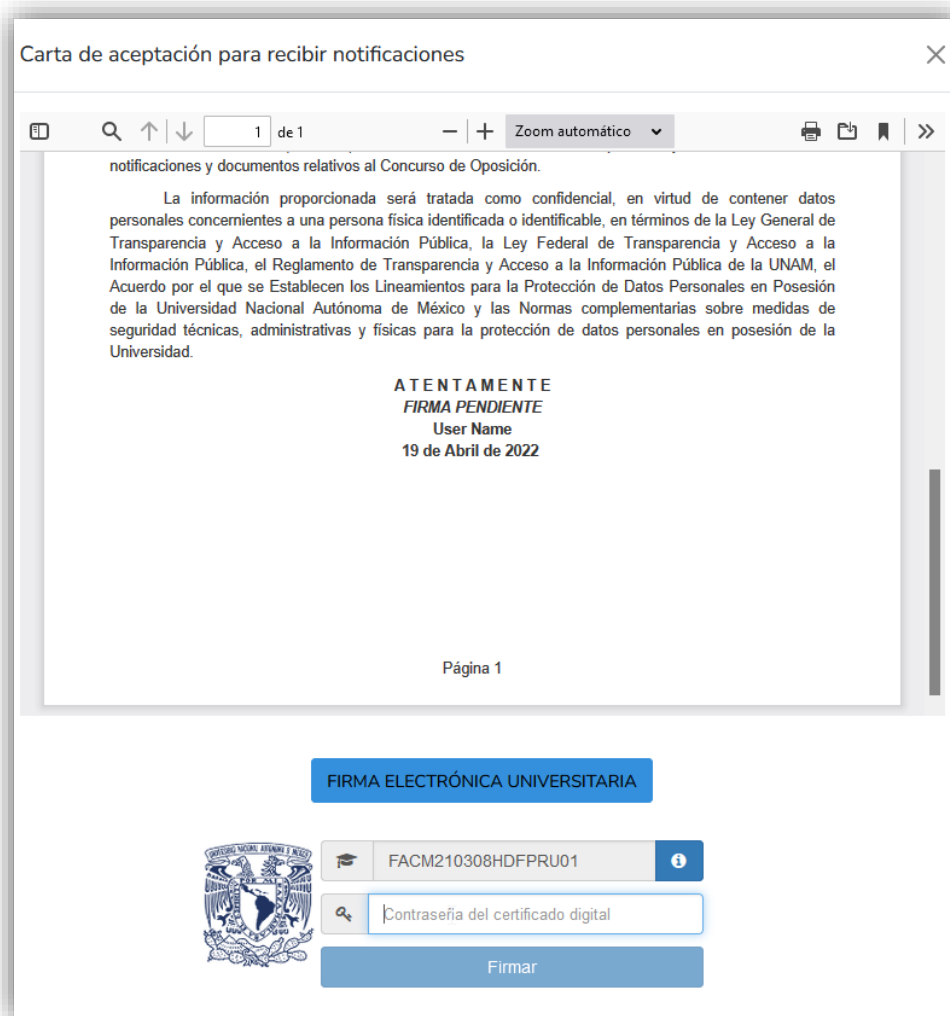 Carta de aceptación para recibir notificaciones
1 de 1
Zoom automático
notificaciones y documentos relativos al Concurso de Oposición.
La información proporcionada será tratada como confidencial, en virtud de contener datos
personales concernientes a una persona física identificada o identificable, en términos de la Ley General de
Transparencia y Acceso a la Información Pública, la Ley Federal de Transparencia y Acceso a la
Información Pública, el Reglamento de Transparencia y Acceso a la Información Pública de la UNAM, el
Acuerdo por el que se Establecen los Lineamientos para la Protección de Datos Personales en Posesión
de la Universidad Nacional Autónoma de México y las Normas complementarias sobre medidas de
seguridad técnicas, administrativas y físicas para la protección de datos personales en posesión de la
Universidad.
A T E N T A M E N T E
FIRMA PENDIENTE
User Name
19 de Abril de 2022
Página 1
FIRMA ELECTRÓNICA UNIVERSITARIA
FACM210308HDFPRU01
Contraseña del certificado digital
Firmar